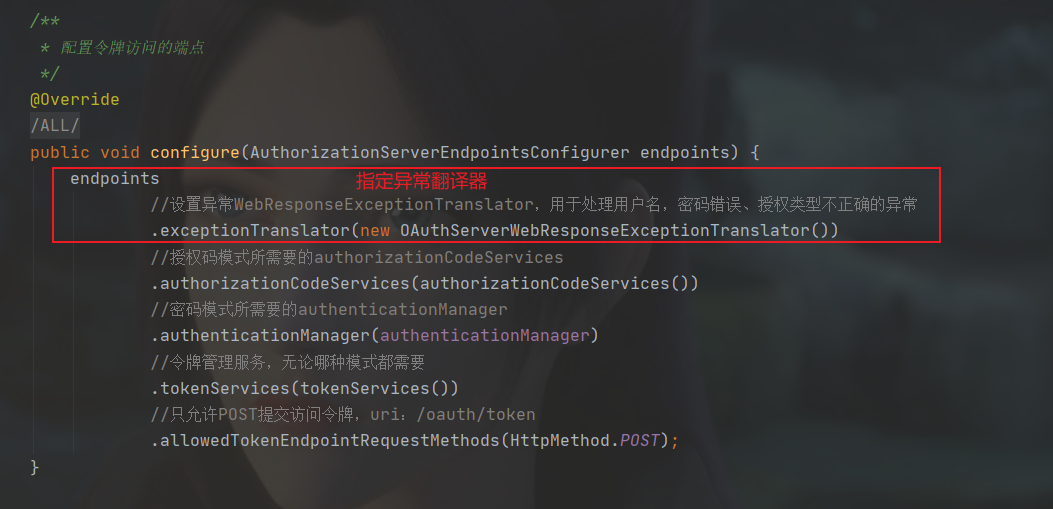 /**
 * 配置令牌访问的端点
 */
@Override
/ALL/
public void configure(AuthorizationServerEndpointsConfigurer endpoints) {
endpoints
指定异常翻译器
//设置异常WebResponseExceptionTranslator，用于处理用户名，密码错误、授权类型不正确的异常
.exceptionTranslator(new OAuthServerWebResponseExceptionTranslator())
//授权码模式所需要的authorizationCodeServices
.authorizationCodeServices(authorizationCodeServices())
//密码模式所需要的authenticationManager
.authenticationManager(authenticationManager)
//令牌管理服务，无论哪种模式都需要
.tokenServices(tokenServices())
//只允许POST提交访问令牌，uri：/oauth/token
.allowedTokenEndpointRequestMethods(HttpMethod.POST);
}